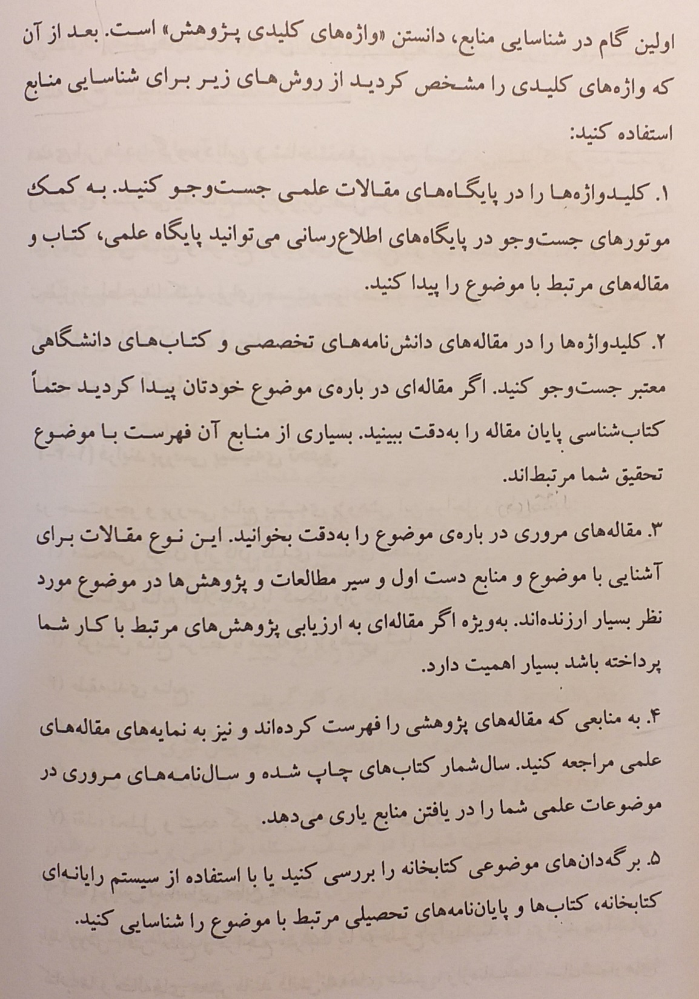 اولین گام در شناسایی منابع، دانستن «واژه‌های کلیدی پژوهش» است. بعد از آن
که واژه‌های کلیدی را مشخص کردید از روش‌های زیر برای شناسایی منابع
استفاده کنید:
۱. کلیدواژه‌ها را در پایگاه‌های مقالات علمی جست‌وجو کنید. به کمک
موتورهای جست‌وجو در پایگاه‌های اطلاع‌رسانی می‌توانید پایگاه علمی، کتاب و
مقاله‌های مرتبط با موضوع را پیدا کنید.
۲. کلیدواژه‌ها را در مقاله‌های دانش‌نامه‌های تخصصی و کتاب‌های دانشگاهی
معتبر جست‌وجو کنید. اگر مقاله‌ای در باره‌ی موضوع خودتان پیدا کردید حتماً
کتاب‌شناسی پایان مقاله را به‌دقت ببینید. بسیاری از منابع آن فهرست با موضوع
تحقیق شما مرتبط‌اند.
۳. مقاله‌های مروری در باره‌ی موضوع را به‌دقت بخوانید. این نوع مقالات برای
آشنایی با موضوع و منابع دست اول و سیر مطالعات و پژوهش‌ها در موضوع مورد
نظر بسیار ارزنده‌اند. به‌ویژه اگر مقاله‌ای به ارزیابی پژوهش‌های مرتبط با کار شما
پرداخته باشد بسیار اهمیت دارد.
۴. به منابعی که مقاله‌های پژوهشی را فهرست کرده‌اند و نیز به نمایه‌های مقاله‌های
علمی مراجعه کنید. سال‌شمار کتاب‌های چاپ شده و سال‌نامه‌های مروری در
موضوعات علمی شما را در یافتن منابع یاری می‌دهد.
۵. برگه‌دان‌های موضوعی کتابخانه را بررسی کنید یا با استفاده از سیستم رایانه‌ای
کتابخانه، کتاب‌ها و پایان‌نامه‌های تحصیلی مرتبط با موضوع را شناسایی کنید.